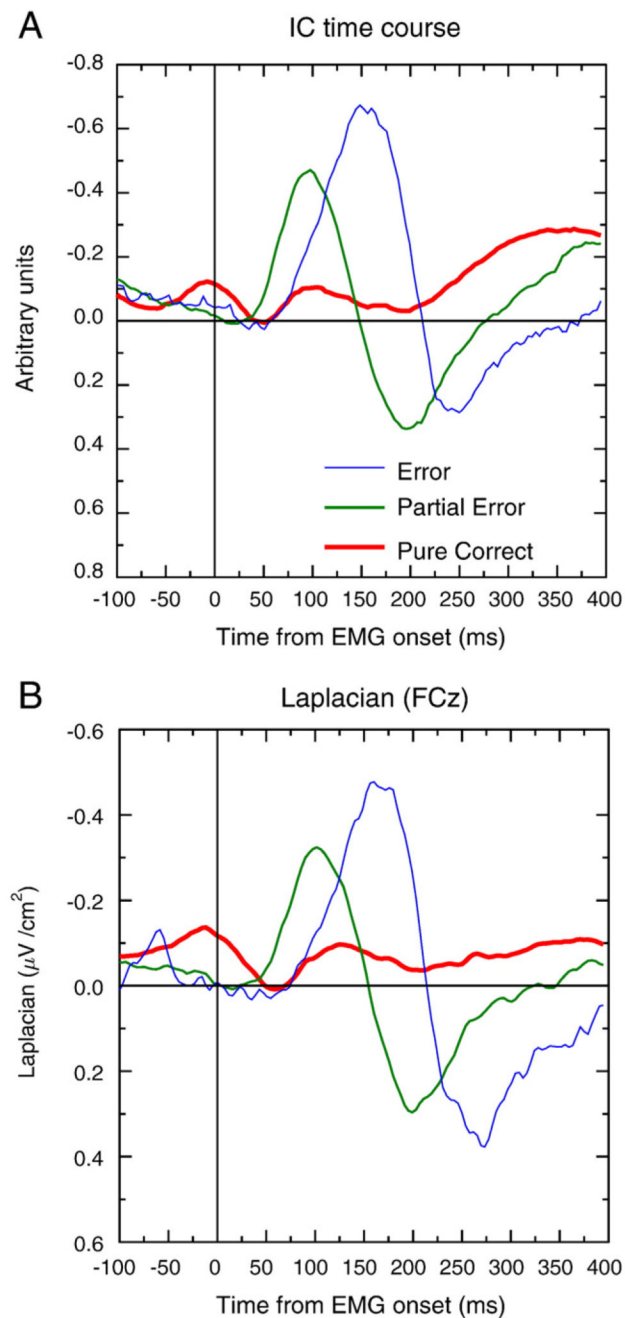 A
IC time course
-0.8
-0.6
-0.4
-0.2
0.0
0.2
0.4
0.6
0.8
Arbitrary units
Error
Partial Error
Pure Correct
-100 -50 0 50 100 150 200 250 300 350 400
Time from EMG onset (ms)
B
Laplacian (FCz)
-0.6
-0.4
-0.2
0.0
0.2
0.4
0.6
Laplacian (μV /cm²)
-100 -50 0 50 100 150 200 250 300 350 400
Time from EMG onset (ms)